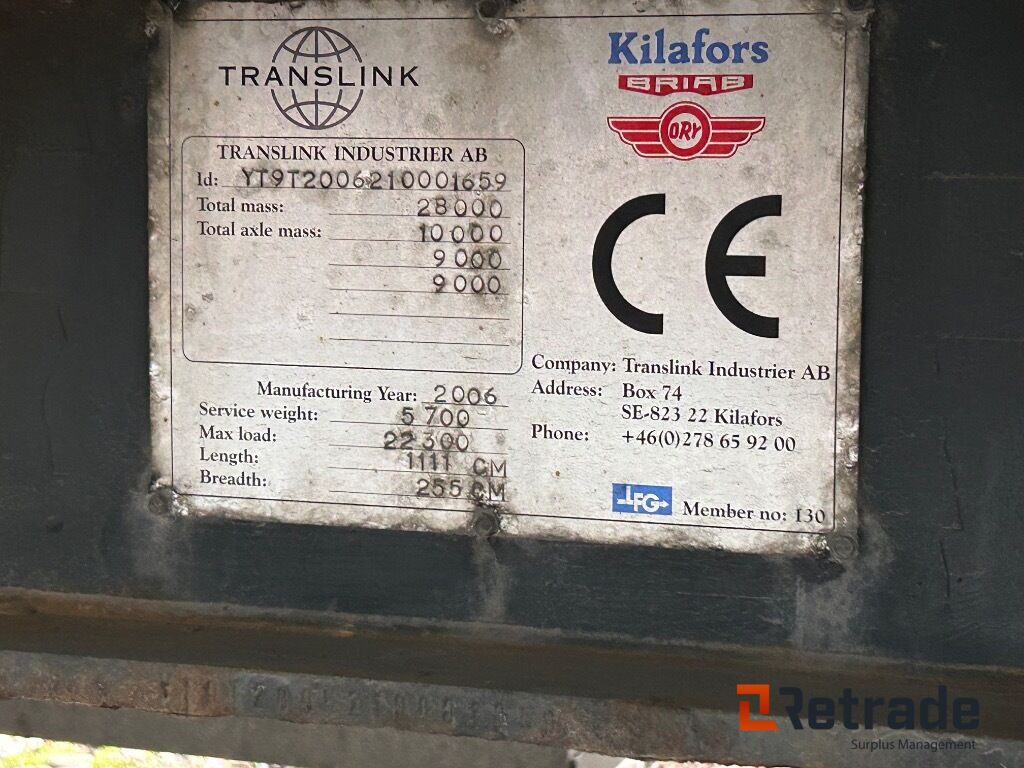 TRANSLINK
Kilafors
BRIAB
ORY
TRANSLINK INDUSTRIER AB
Id: YT9T2006210001659
Total mass: 28000
Total axle mass: 10000
9000
9000
Manufacturing Year: 2006
Service weight: 5700
Max load: 22300
Length: 1111 CM
Breadth: 255 CM
CE
Company: Translink Industrier AB
Address: Box 74
SE-823 22 Kilafors
Phone: +46(0)278 65 92 00
LFG
Member no: 130
Retrade
Surplus Management